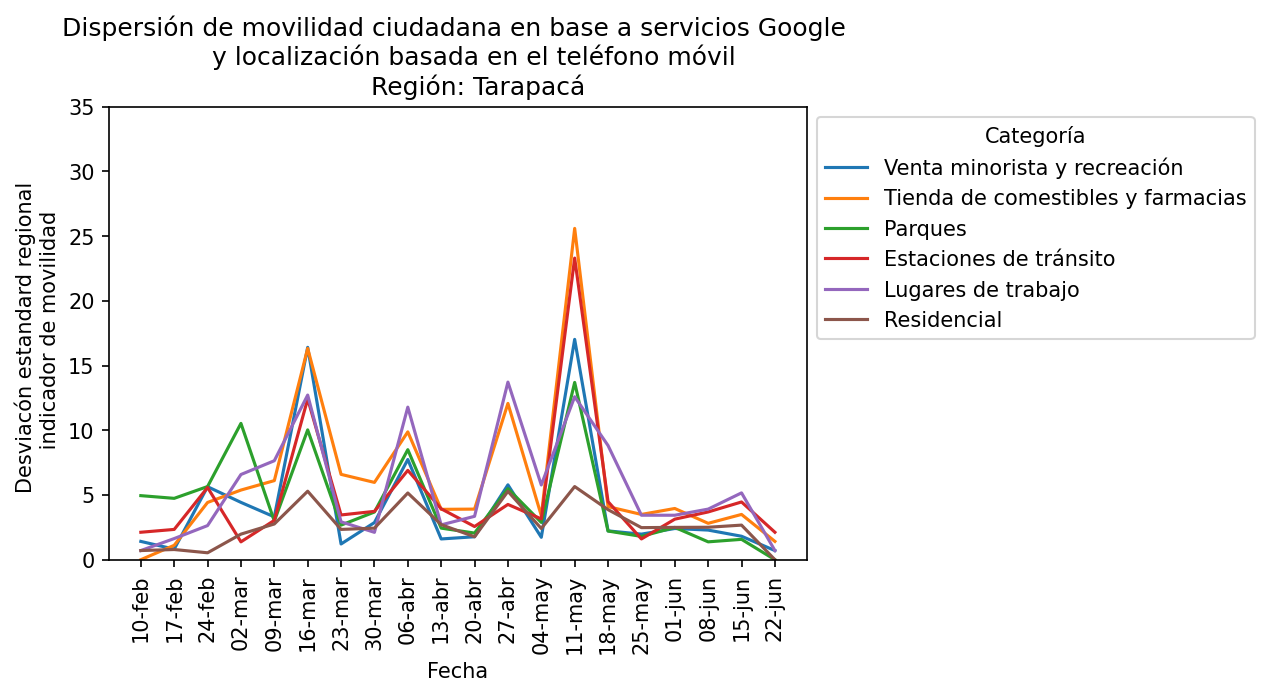 Dispersión de movilidad ciudadana en base a servicios Google
y localización basada en el teléfono móvil
Región: Tarapacá
Desviacón estandard regional
indicador de movilidad
35
30
25
20
15
10
5
0
10-feb
17-feb
24-feb
02-mar
09-mar
16-mar
23-mar
30-mar
06-abr
13-abr
20-abr
27-abr
04-may
11-may
18-may
25-may
01-jun
08-jun
15-jun
22-jun
Fecha
Categoría
Venta minorista y recreación
Tienda de comestibles y farmacias
Parques
Estaciones de tránsito
Lugares de trabajo
Residencial